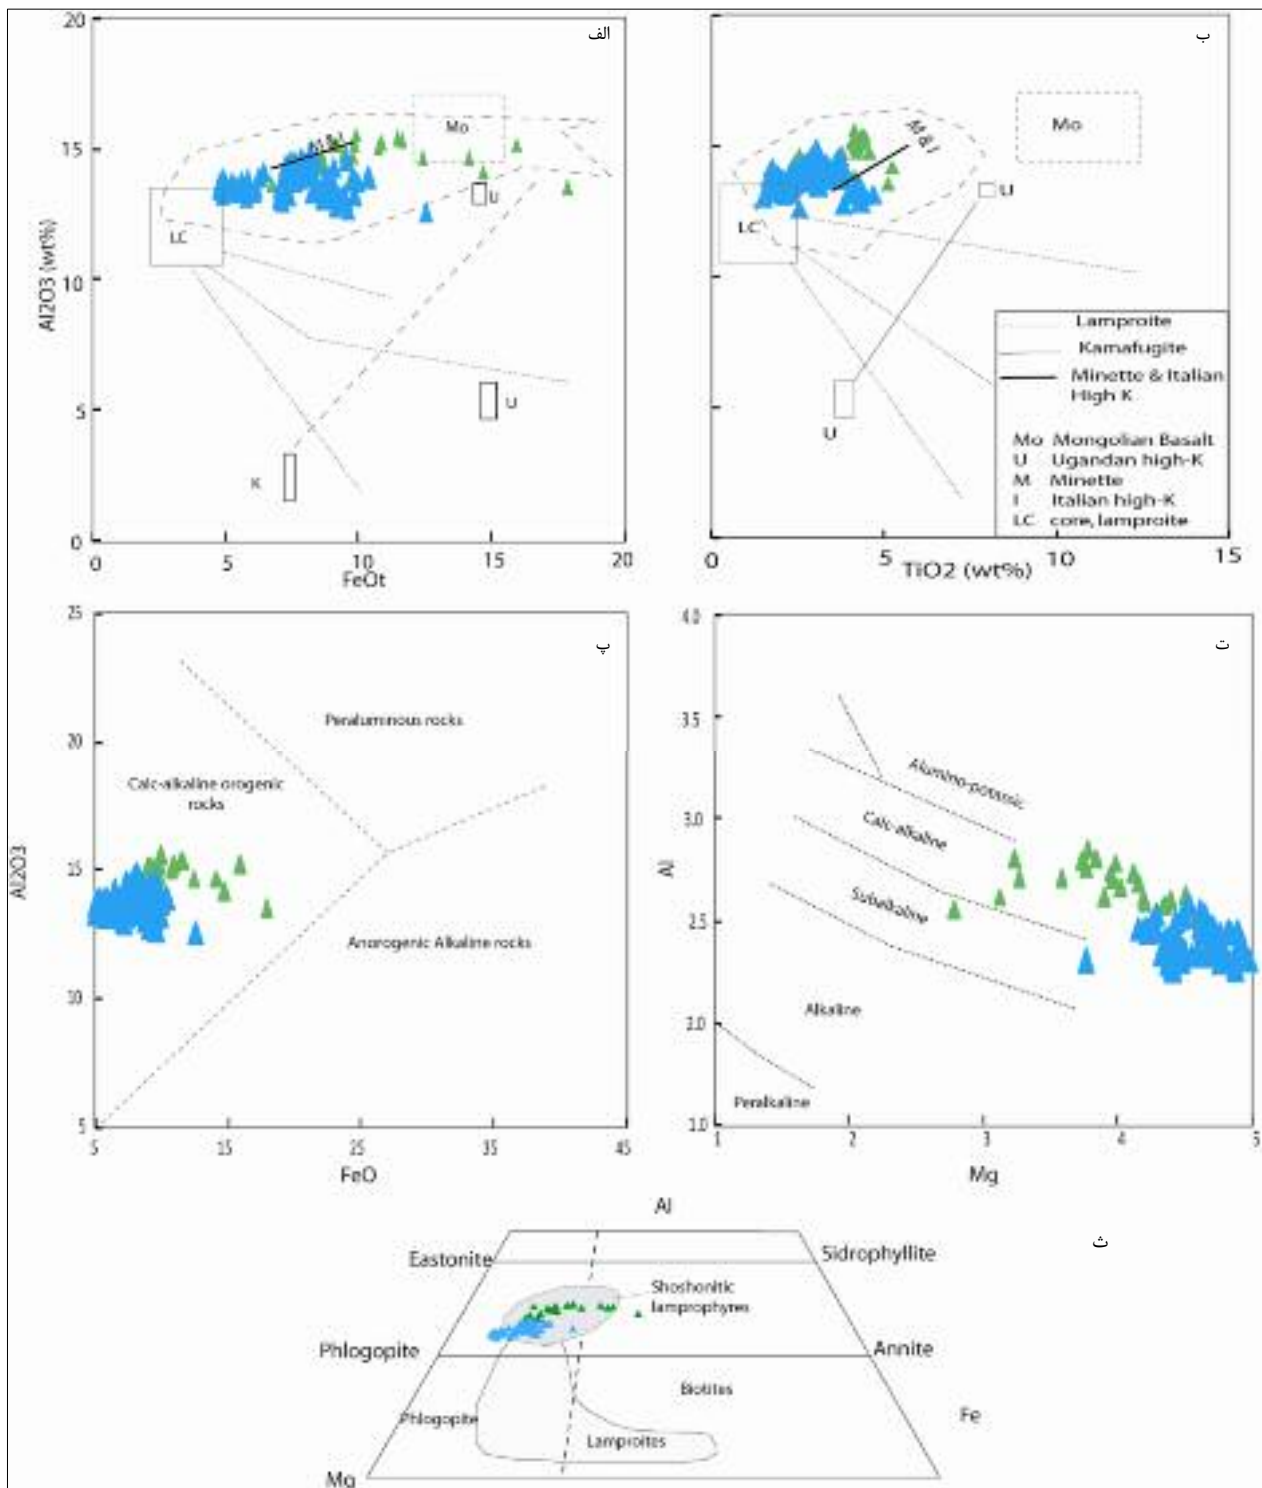 الف
20
15
10
5
0
Al2O3 (wt%)
M & I
Mo
LC
U
U
K
0
5
10
15
20
FeOt
ب
M & I
Mo
LC
U
U
Lamproite
Kamafugite
Minette & Italian
High K
Mo Mongolian Basalt
U Ugandan high-K
M Minette
I Italian high-K
LC core, lamproite
0
5
10
15
TiO2 (wt%)
پ
25
20
15
10
5
Al2O3
Peraluminous rocks
Calc-alkaline orogenic
rocks
Anorogenic Alkaline rocks
5
15
25
35
45
FeO
ت
4.0
3.5
3.0
2.5
2.0
1.0
Al
Alumino-potassic
Calc-alkaline
Subalkaline
Alkaline
Peralkaline
1
2
3
4
5
Mg
ث
Al
Eastonite
Sidrophyllite
Shoshonitic
lamprophyres
Phlogopite
Annite
Biotites
Phlogopite
Fe
Lamproites
Mg